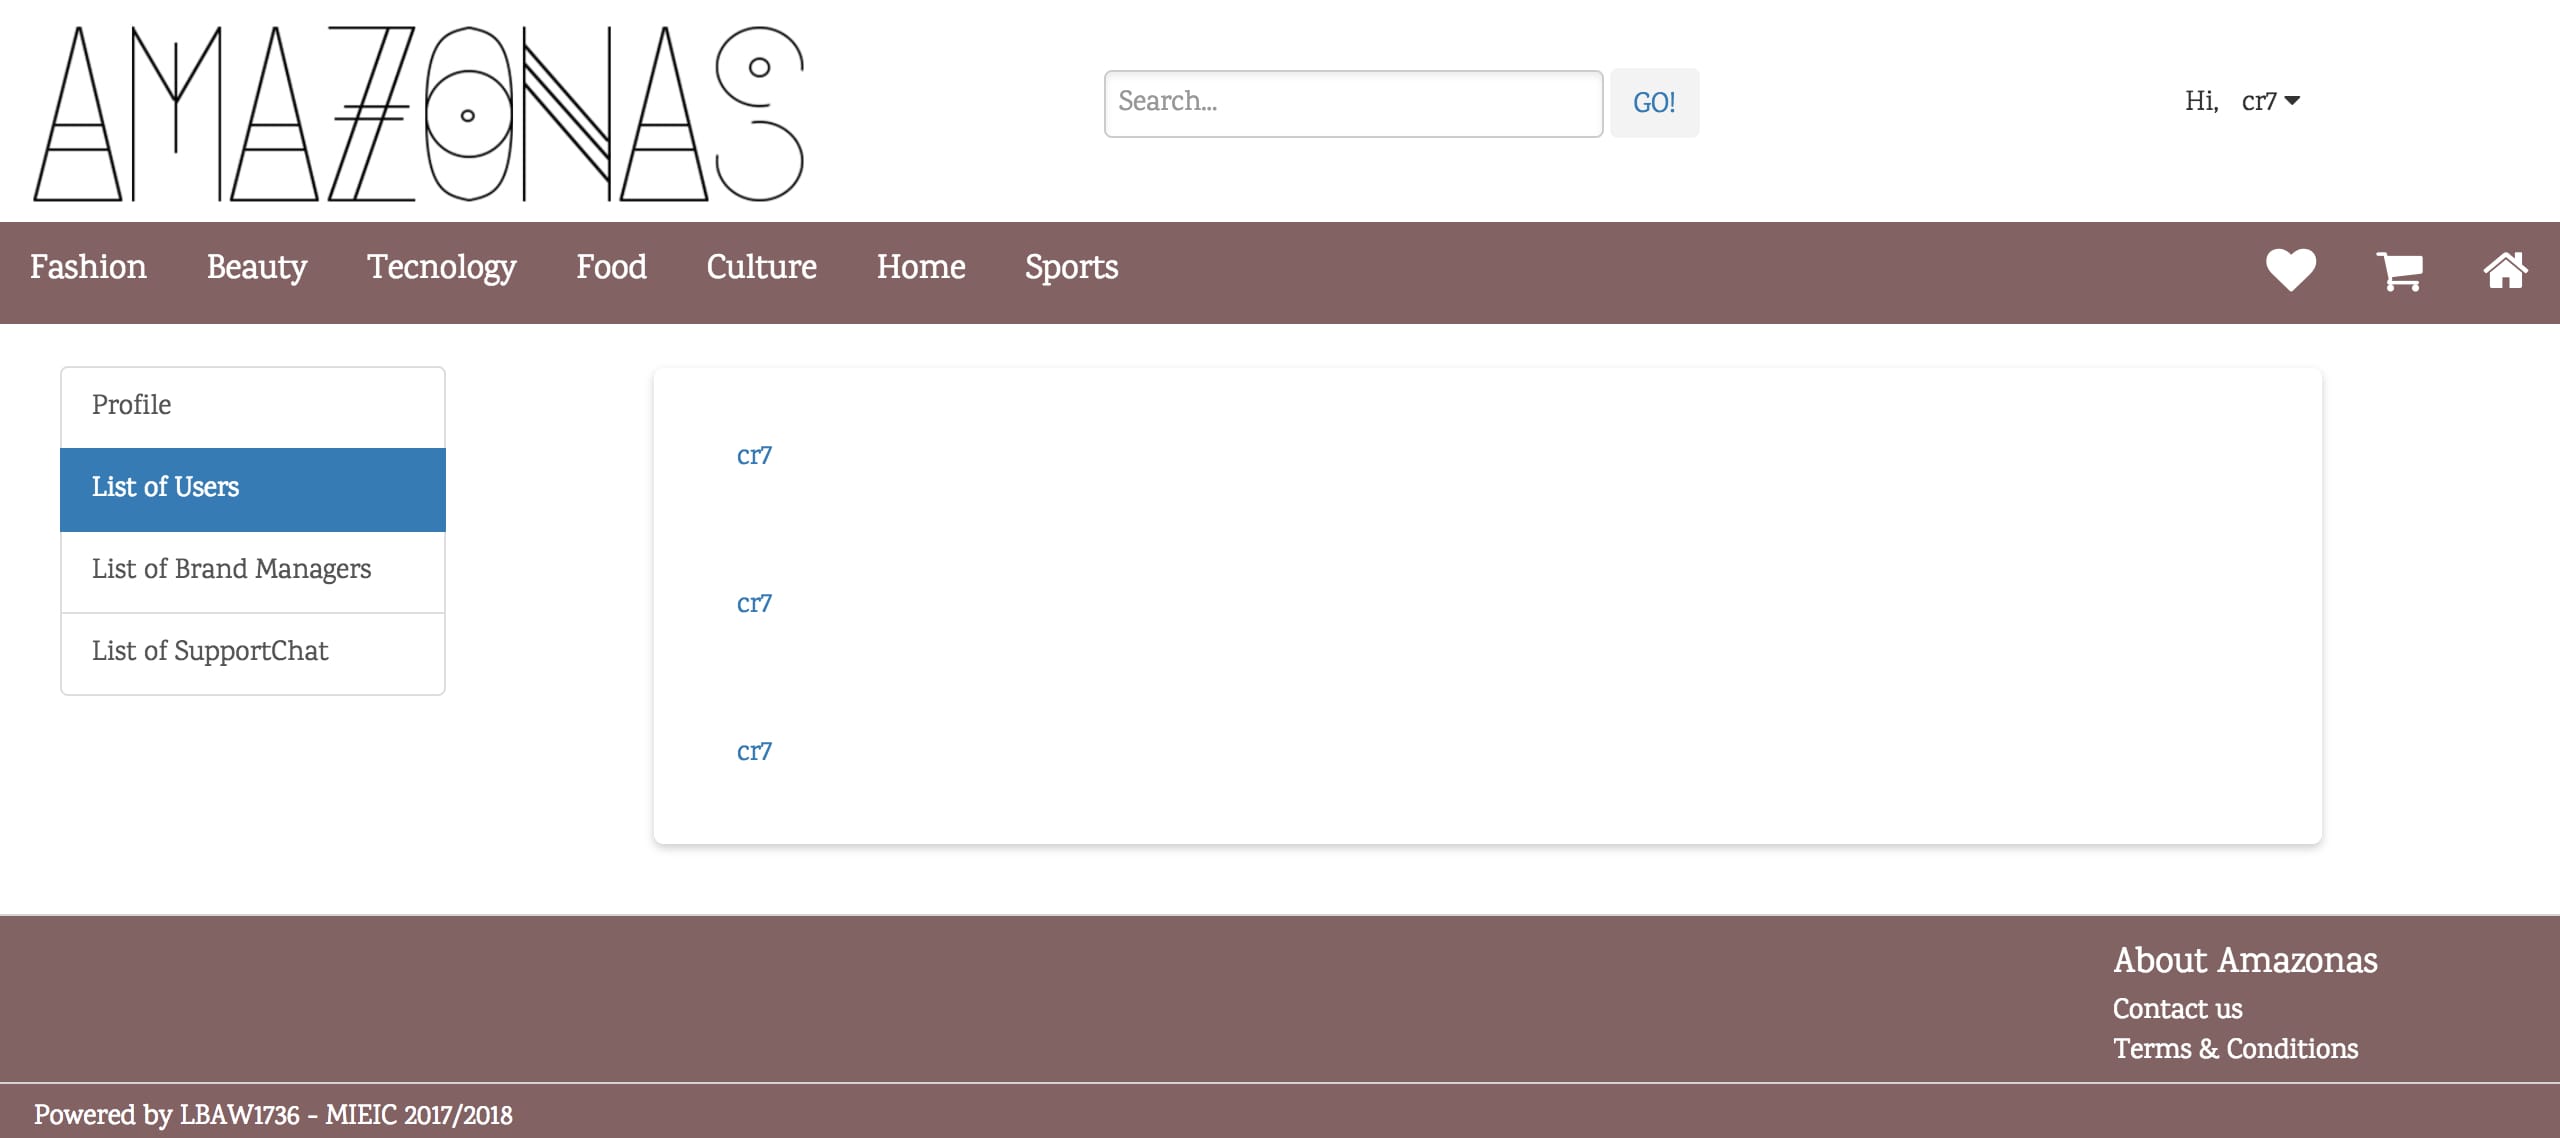 AMAZONAS
Search...
GO!
Hi, cr7
Fashion Beauty Tecnology Food Culture Home Sports
Profile
List of Users
List of Brand Managers
List of SupportChat
cr7
cr7
cr7
About Amazonas
Contact us
Terms & Conditions
Powered by LBAW1736 - MIEIC 2017/2018